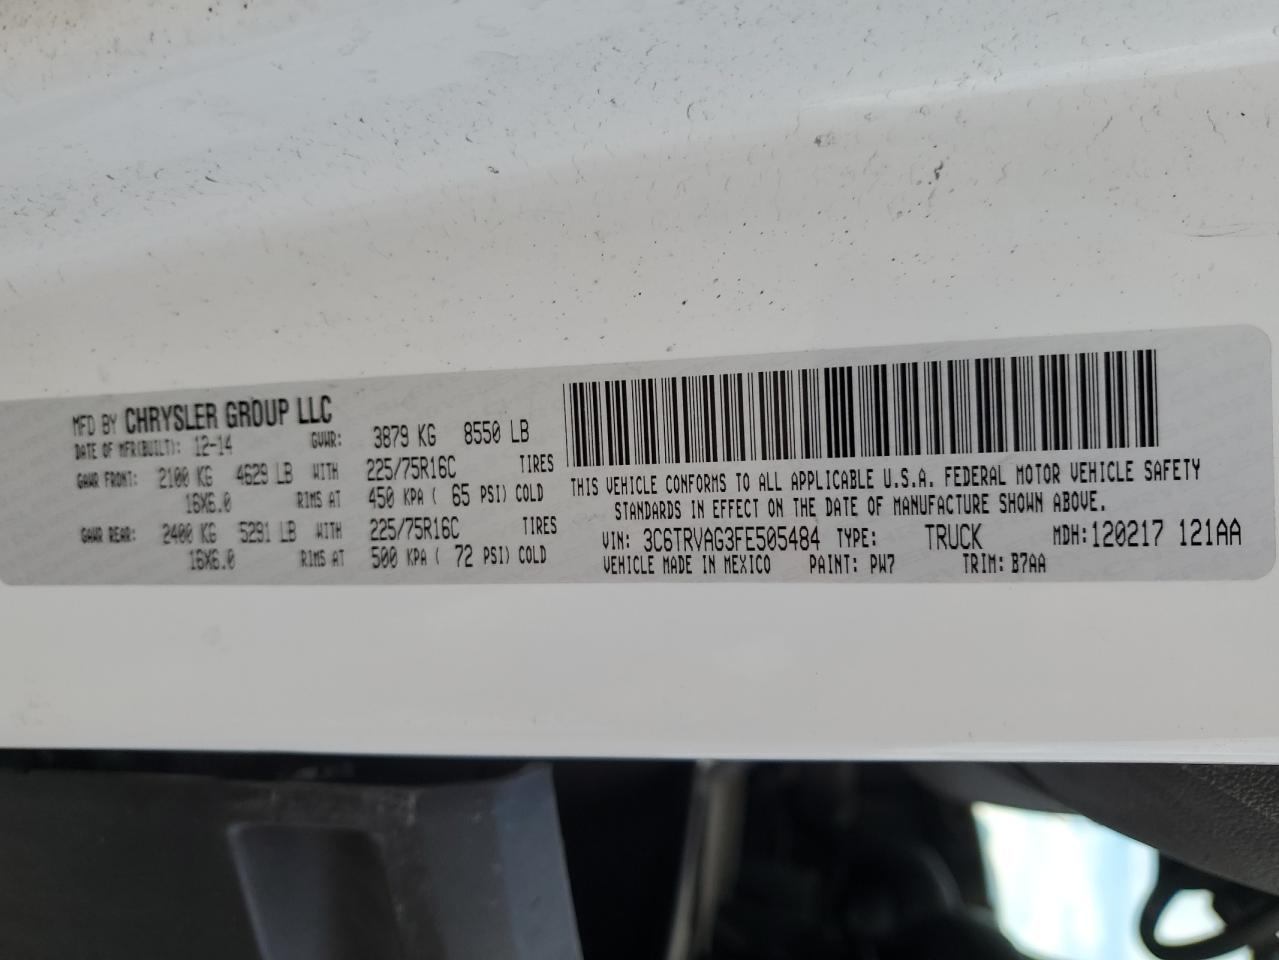 MFD BY CHRYSLER GROUP LLC
DATE OF MFR(BUILT): 12-14 GVWR: 3879 KG 8550 LB
GAWR FRONT: 2100 KG 4629 LB WITH 225/75R16C TIRES
16X6.0 RIMS AT 450 KPA ( 65 PSI) COLD
GAWR REAR: 2400 KG 5291 LB WITH 225/75R16C TIRES
16X6.0 RIMS AT 500 KPA ( 72 PSI) COLD
THIS VEHICLE CONFORMS TO ALL APPLICABLE U.S.A. FEDERAL MOTOR VEHICLE SAFETY
STANDARDS IN EFFECT ON THE DATE OF MANUFACTURE SHOWN ABOVE.
VIN: 3C6TRVAG3FE505484 TYPE: TRUCK MDH: 120217 121AA
VEHICLE MADE IN MEXICO PAINT: PW7 TRIM: B7AA